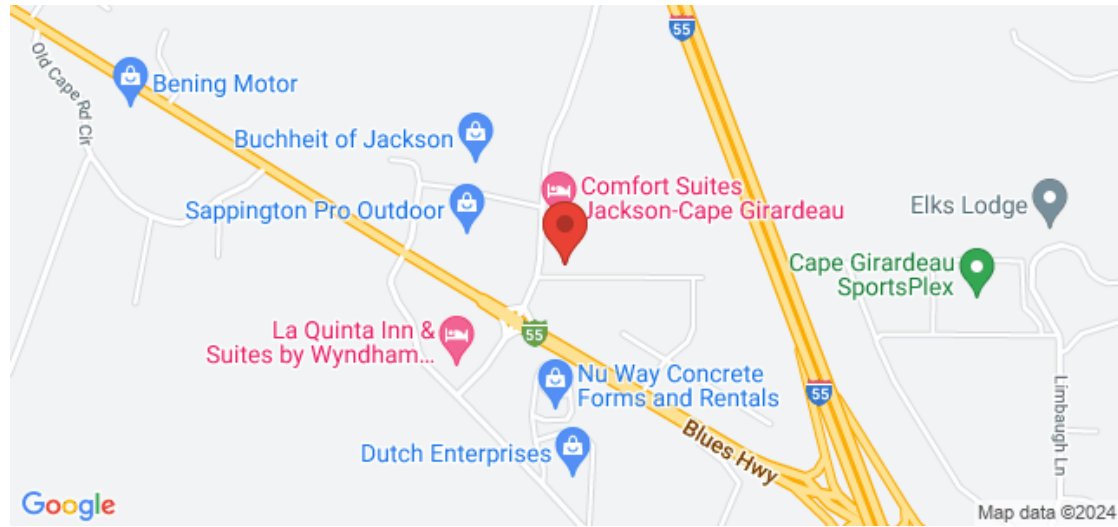 55
Old Cape Rd Cir
Bening Motor
Buchheit of Jackson
Comfort Suites
Jackson-Cape Girardeau
Sappington Pro Outdoor
Elks Lodge
Cape Girardeau
SportsPlex
La Quinta Inn &
Suites by Wyndham...
55
Nu Way Concrete
Forms and Rentals
55
Limbaugh Ln
Blues Hwy
Dutch Enterprises
Google
Map data ©2024